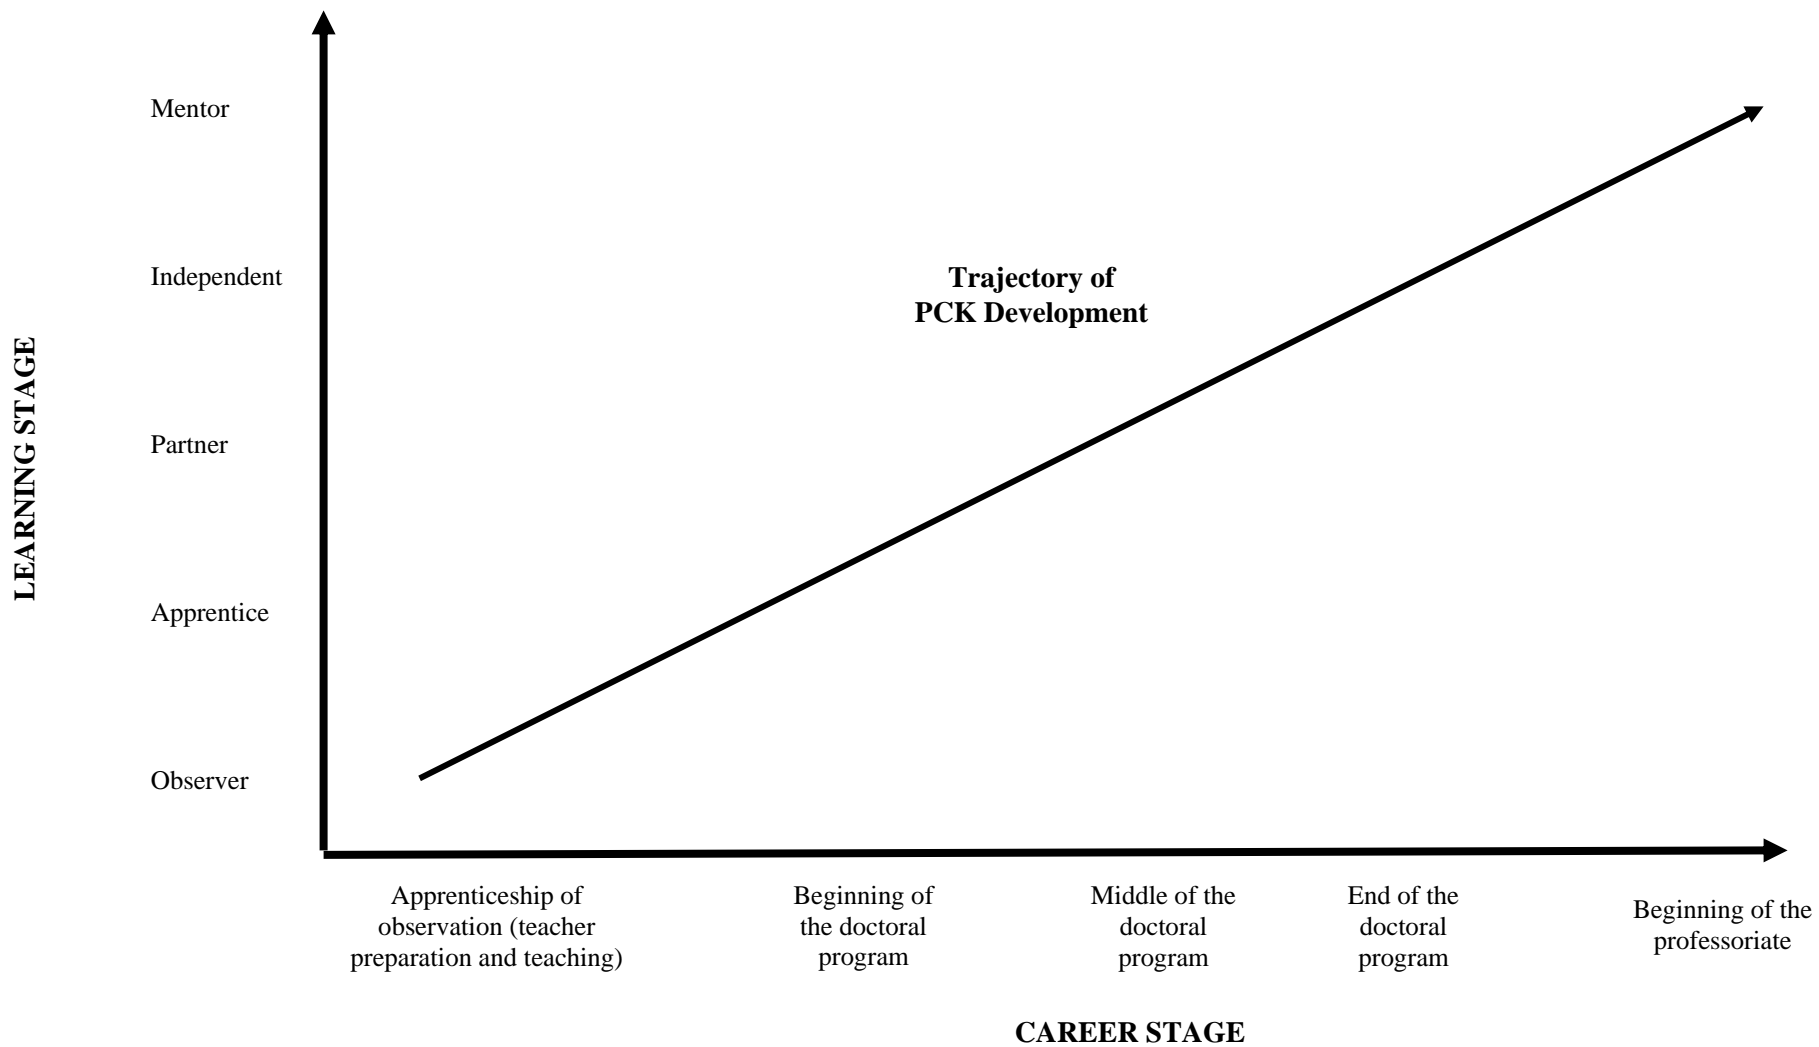 Mentor
Independent
Trajectory of
PCK Development
LEARNING STAGE
Partner
Apprentice
Observer
Apprenticeship of
observation (teacher
preparation and teaching)
Beginning of
the doctoral
program
Middle of the
doctoral
program
End of the
doctoral
program
Beginning of the
professoriate
CAREER STAGE